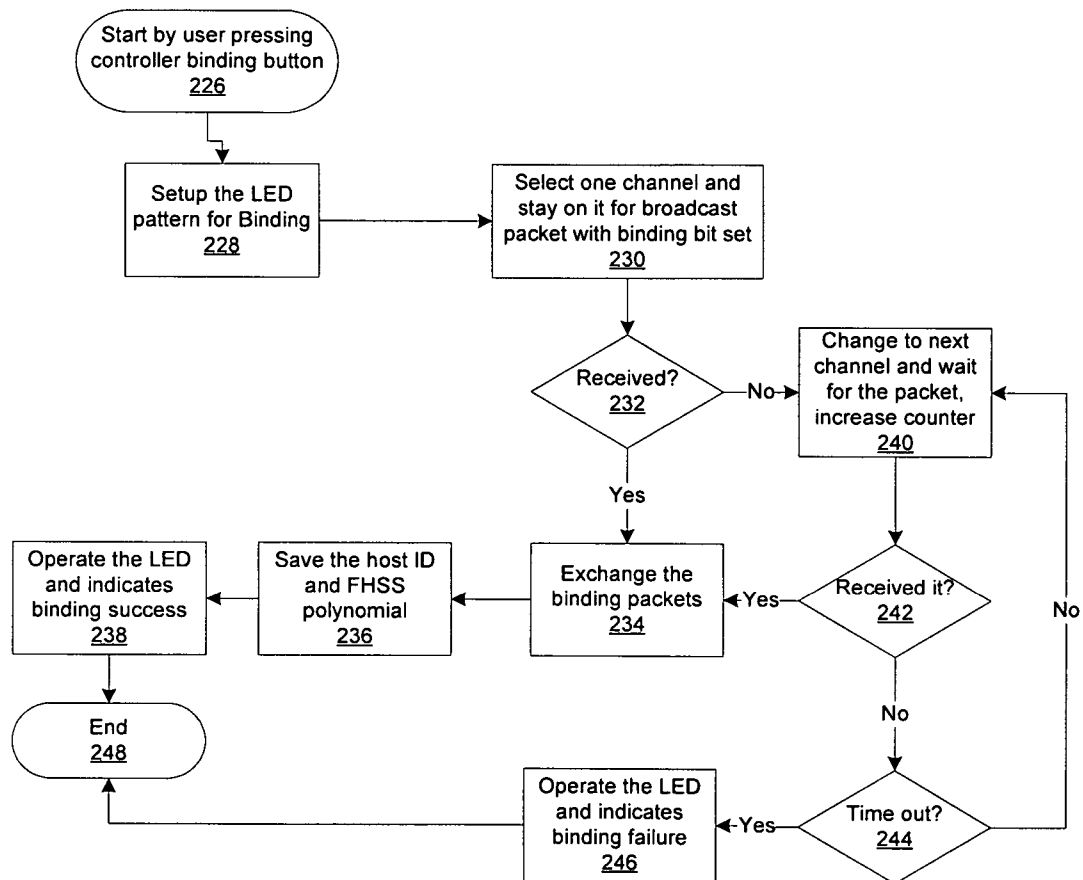 Start by user pressing
controller binding button
226
Setup the LED
pattern for Binding
228
Select one channel and
stay on it for broadcast
packet with binding bit set
230
Received?
232
No
Change to next
channel and wait
for the packet,
increase counter
240
Yes
Operate the LED
and indicates
binding success
238
Save the host ID
and FHSS
polynomial
236
Exchange the
binding packets
234
Yes
Received it?
242
No
No
End
248
Operate the LED
and indicates
binding failure
246
Yes
Time out?
244